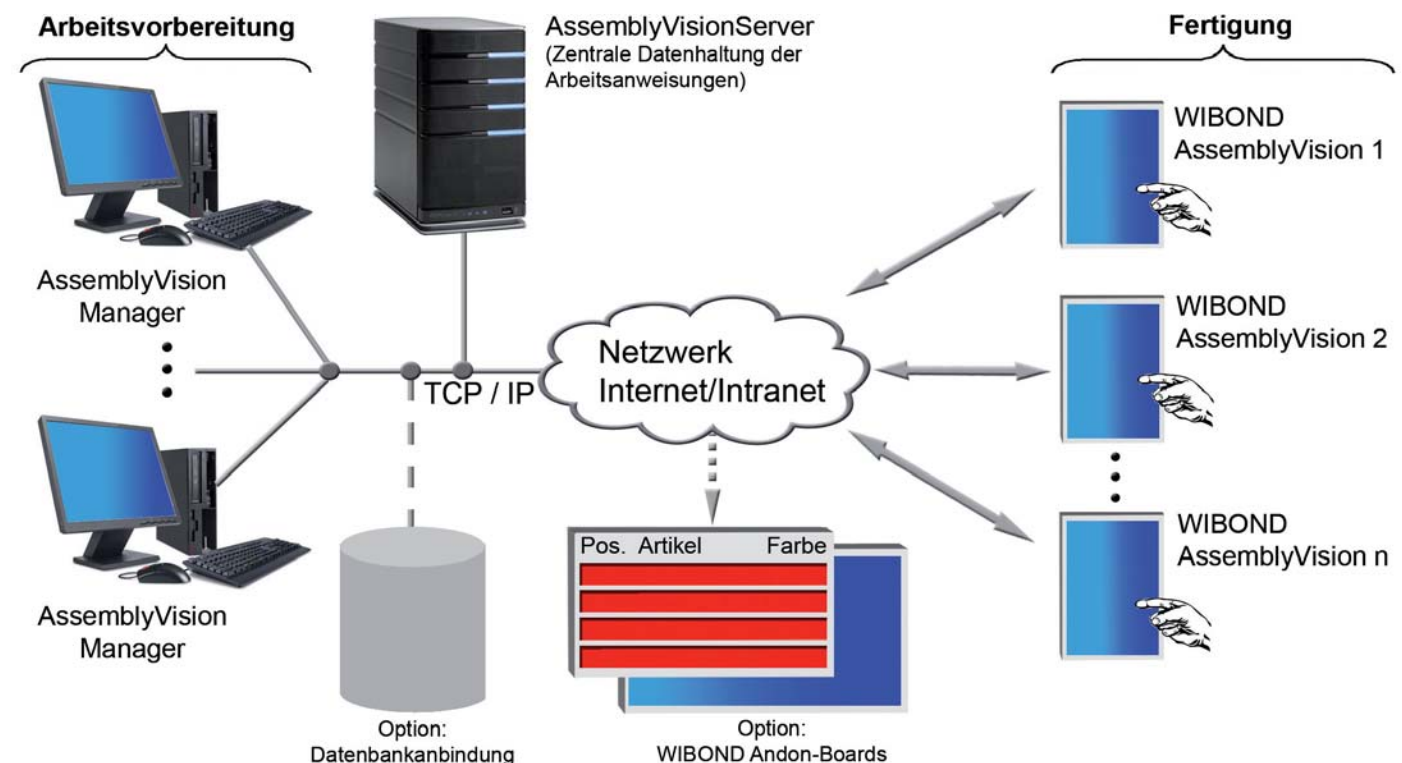 Arbeitsvorbereitung
AssemblyVisionServer
(Zentrale Datenhaltung der
Arbeitsanweisungen)
Fertigung
WIBOND
AssemblyVision 1
AssemblyVision
Manager
WIBOND
AssemblyVision 2
Netzwerk
Internet/Intranet
TCP / IP
WIBOND
AssemblyVision n
Pos. Artikel Farbe
AssemblyVision
Manager
Option:
Datenbankanbindung
Option:
WIBOND Andon-Boards